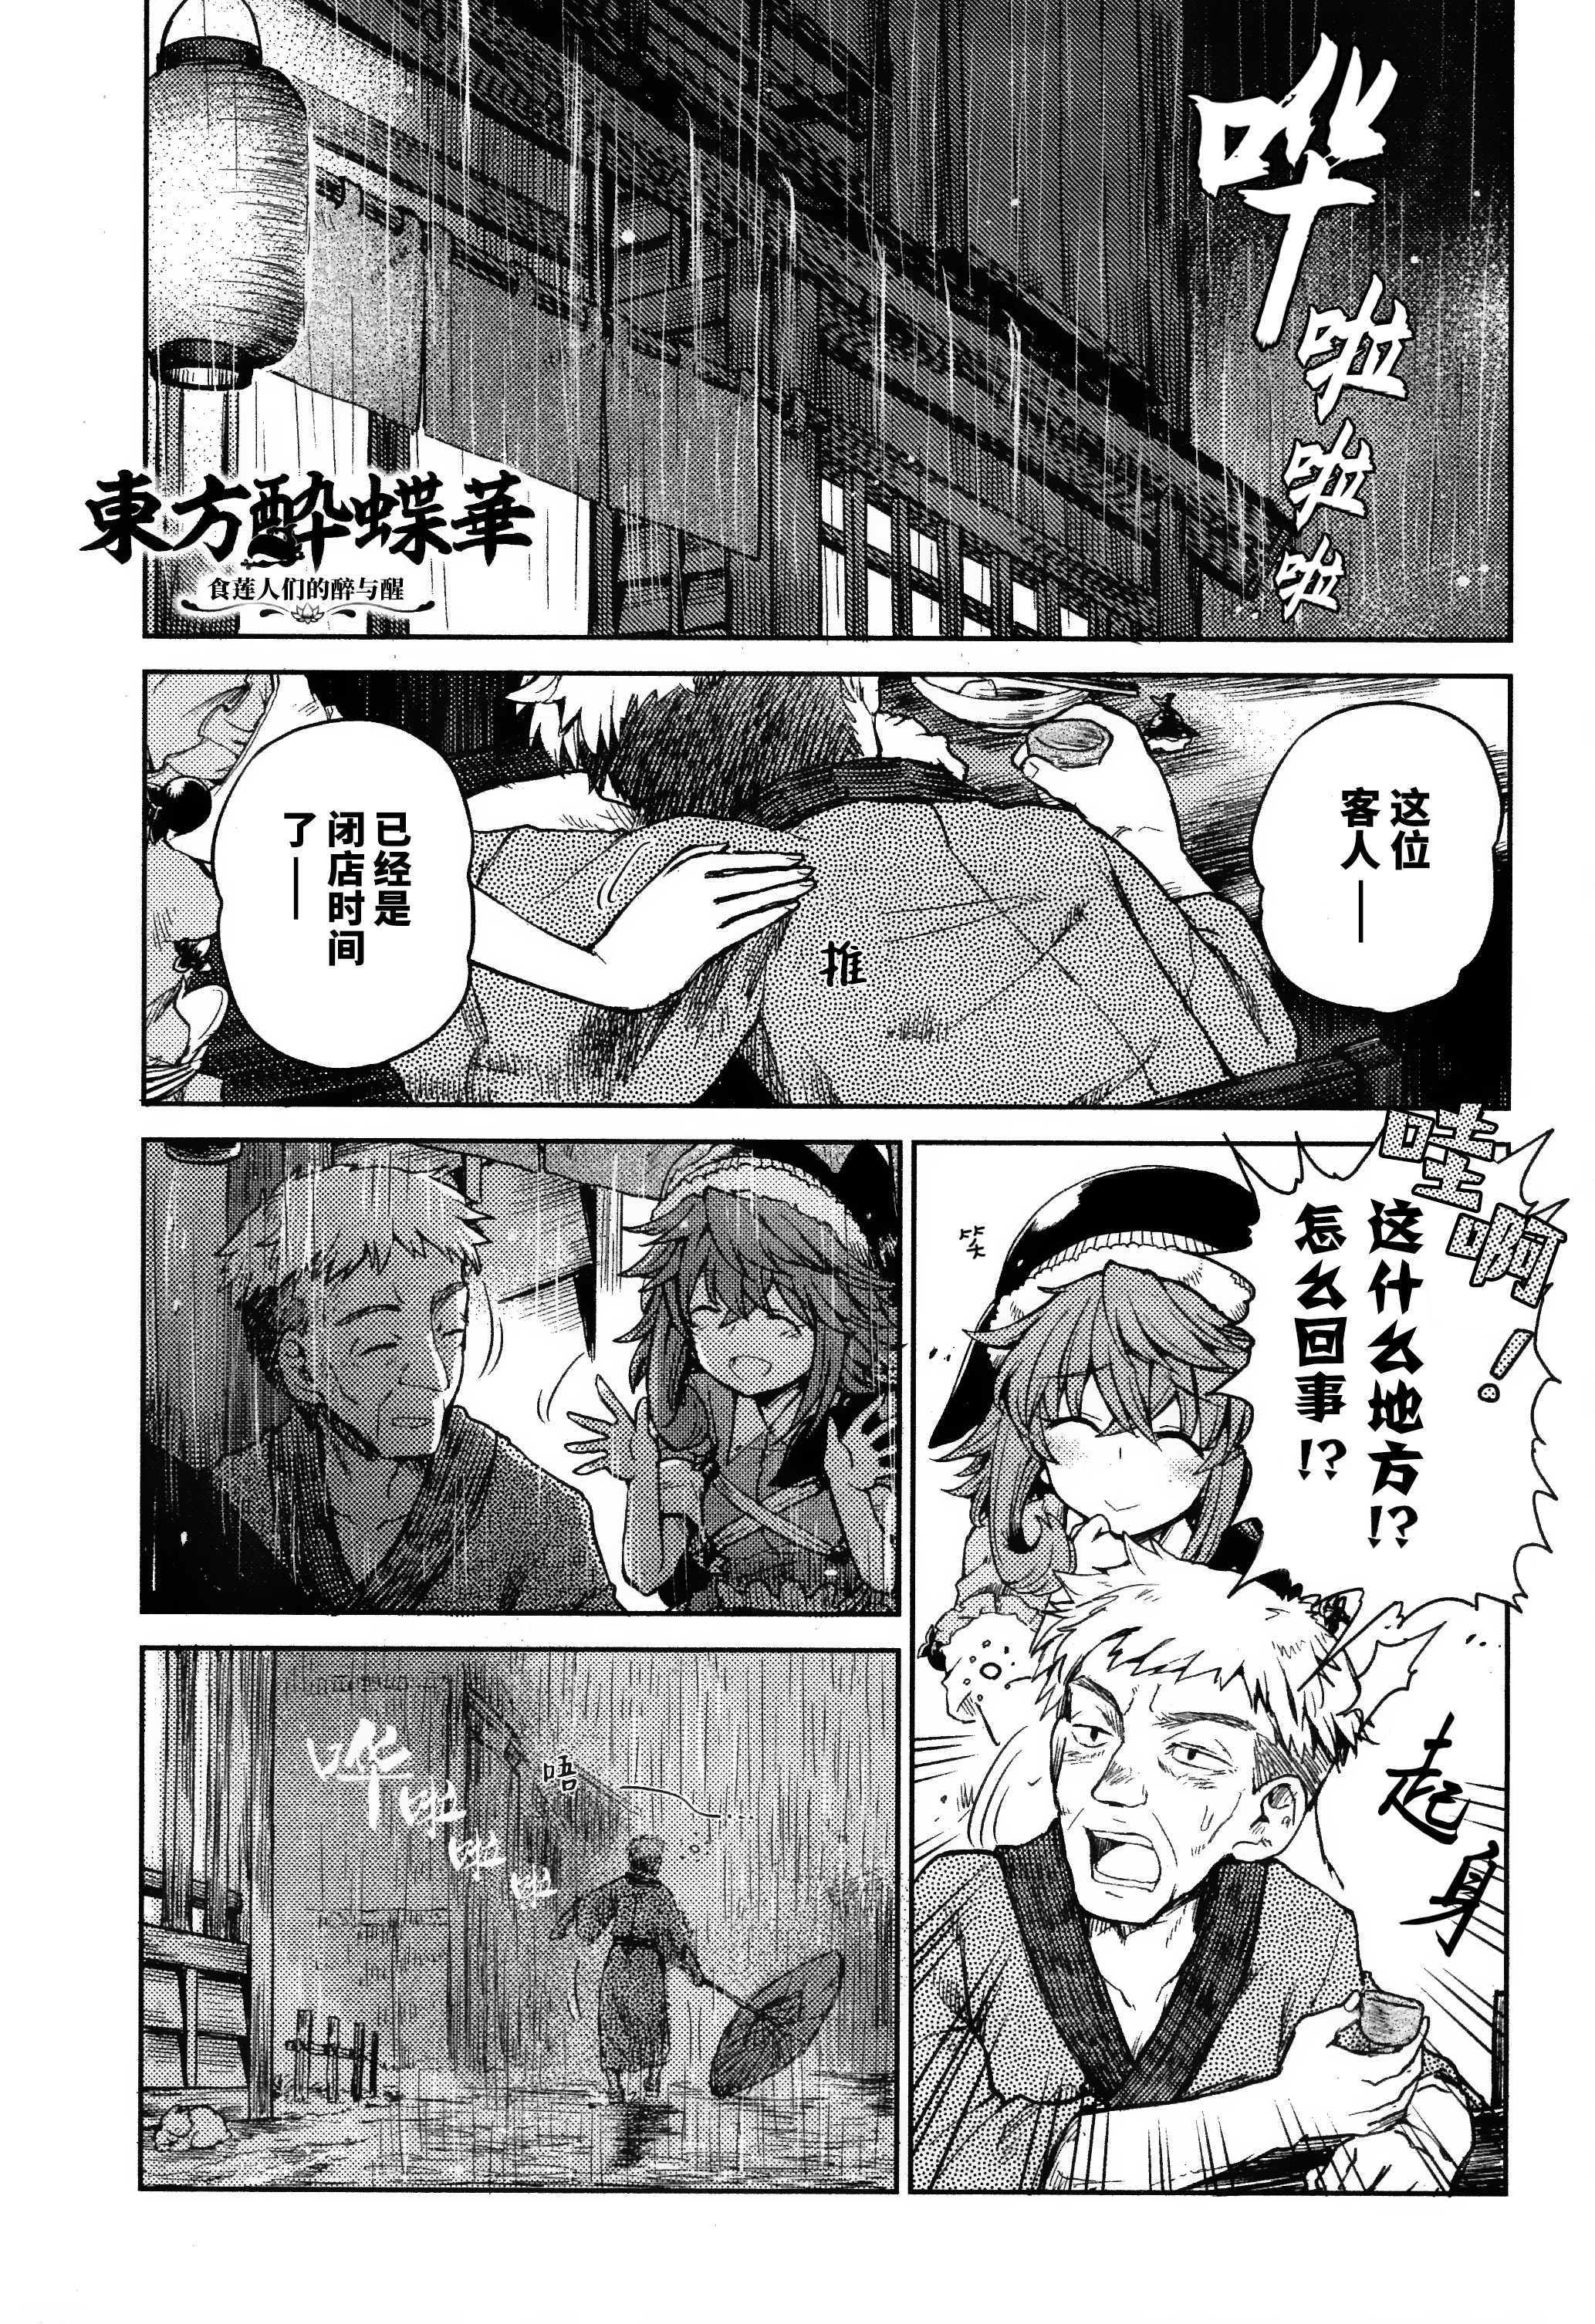 哗
啦
啦
啦
東方酔蝶華
食莲人们的醉与醒
这位
客人—
推
已经是
闭店时间
了—
哇
啊
!
这什么地方!?
怎么回事!?
笑
起身
哗
啦
啦
啦
唔